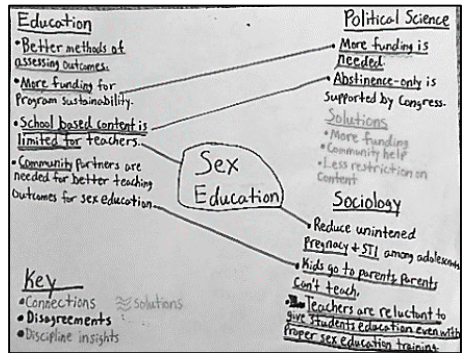 Education
•Better methods of
assessing outcomes.
•More funding for
Program Sustainability.
•School based content is
limited for teachers.
•Community Partners are
needed for better teaching
Outcomes for sex education.
Sex
Education
Political Science
•More funding is
needed
•Abstinence-only is
supported by Congress.
Solutions
•More funding
•Community help
•Less restriction on
Content
Sociology
•Reduce unintened
Pregnacy + STI among adolescents
•Kids go to parents parents
can't teach.
•Teachers are reluctant to
give students education even with
Proper sex education training.
Key
•Connections
solutions
•Disagreements
•Discipline insights